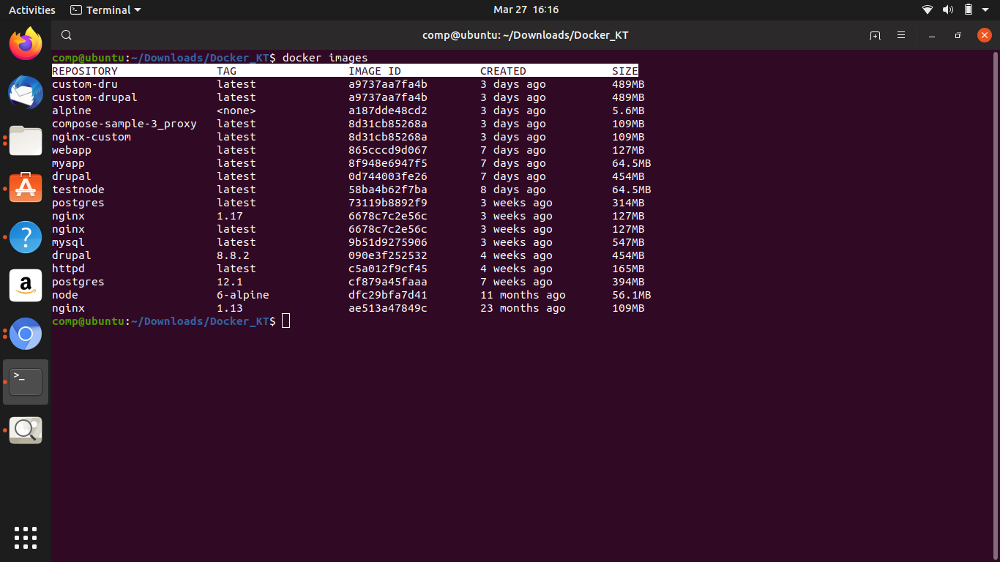 Activities Terminal Mar 27 16:16
comp@ubuntu: ~/Downloads/Docker_KT
comp@ubuntu:~/Downloads/Docker_KT$ docker images
REPOSITORY TAG IMAGE ID CREATED SIZE
custom-dru latest a9737aa7fa4b 3 days ago 489MB
custom-drupal latest a9737aa7fa4b 3 days ago 489MB
alpine <none> a187dde48cd2 3 days ago 5.6MB
compose-sample-3_proxy latest 8d31cb85268a 3 days ago 109MB
nginx-custom latest 8d31cb85268a 3 days ago 109MB
webapp latest 865cccd9d067 7 days ago 127MB
myapp latest 8f948e6947f5 7 days ago 64.5MB
drupal latest 0d744003fe26 7 days ago 454MB
testnode latest 58ba4b62f7ba 8 days ago 64.5MB
postgres latest 73119b8892f9 3 weeks ago 314MB
nginx 1.17 6678c7c2e56c 3 weeks ago 127MB
nginx latest 6678c7c2e56c 3 weeks ago 127MB
mysql latest 9b51d9275906 3 weeks ago 547MB
drupal 8.8.2 090e3f252532 4 weeks ago 454MB
httpd latest c5a012f9cf45 4 weeks ago 165MB
postgres 12.1 cf879a45faaa 7 weeks ago 394MB
node 6-alpine dfc29bfa7d41 11 months ago 56.1MB
nginx 1.13 ae513a47849c 23 months ago 109MB
comp@ubuntu:~/Downloads/Docker_KT$